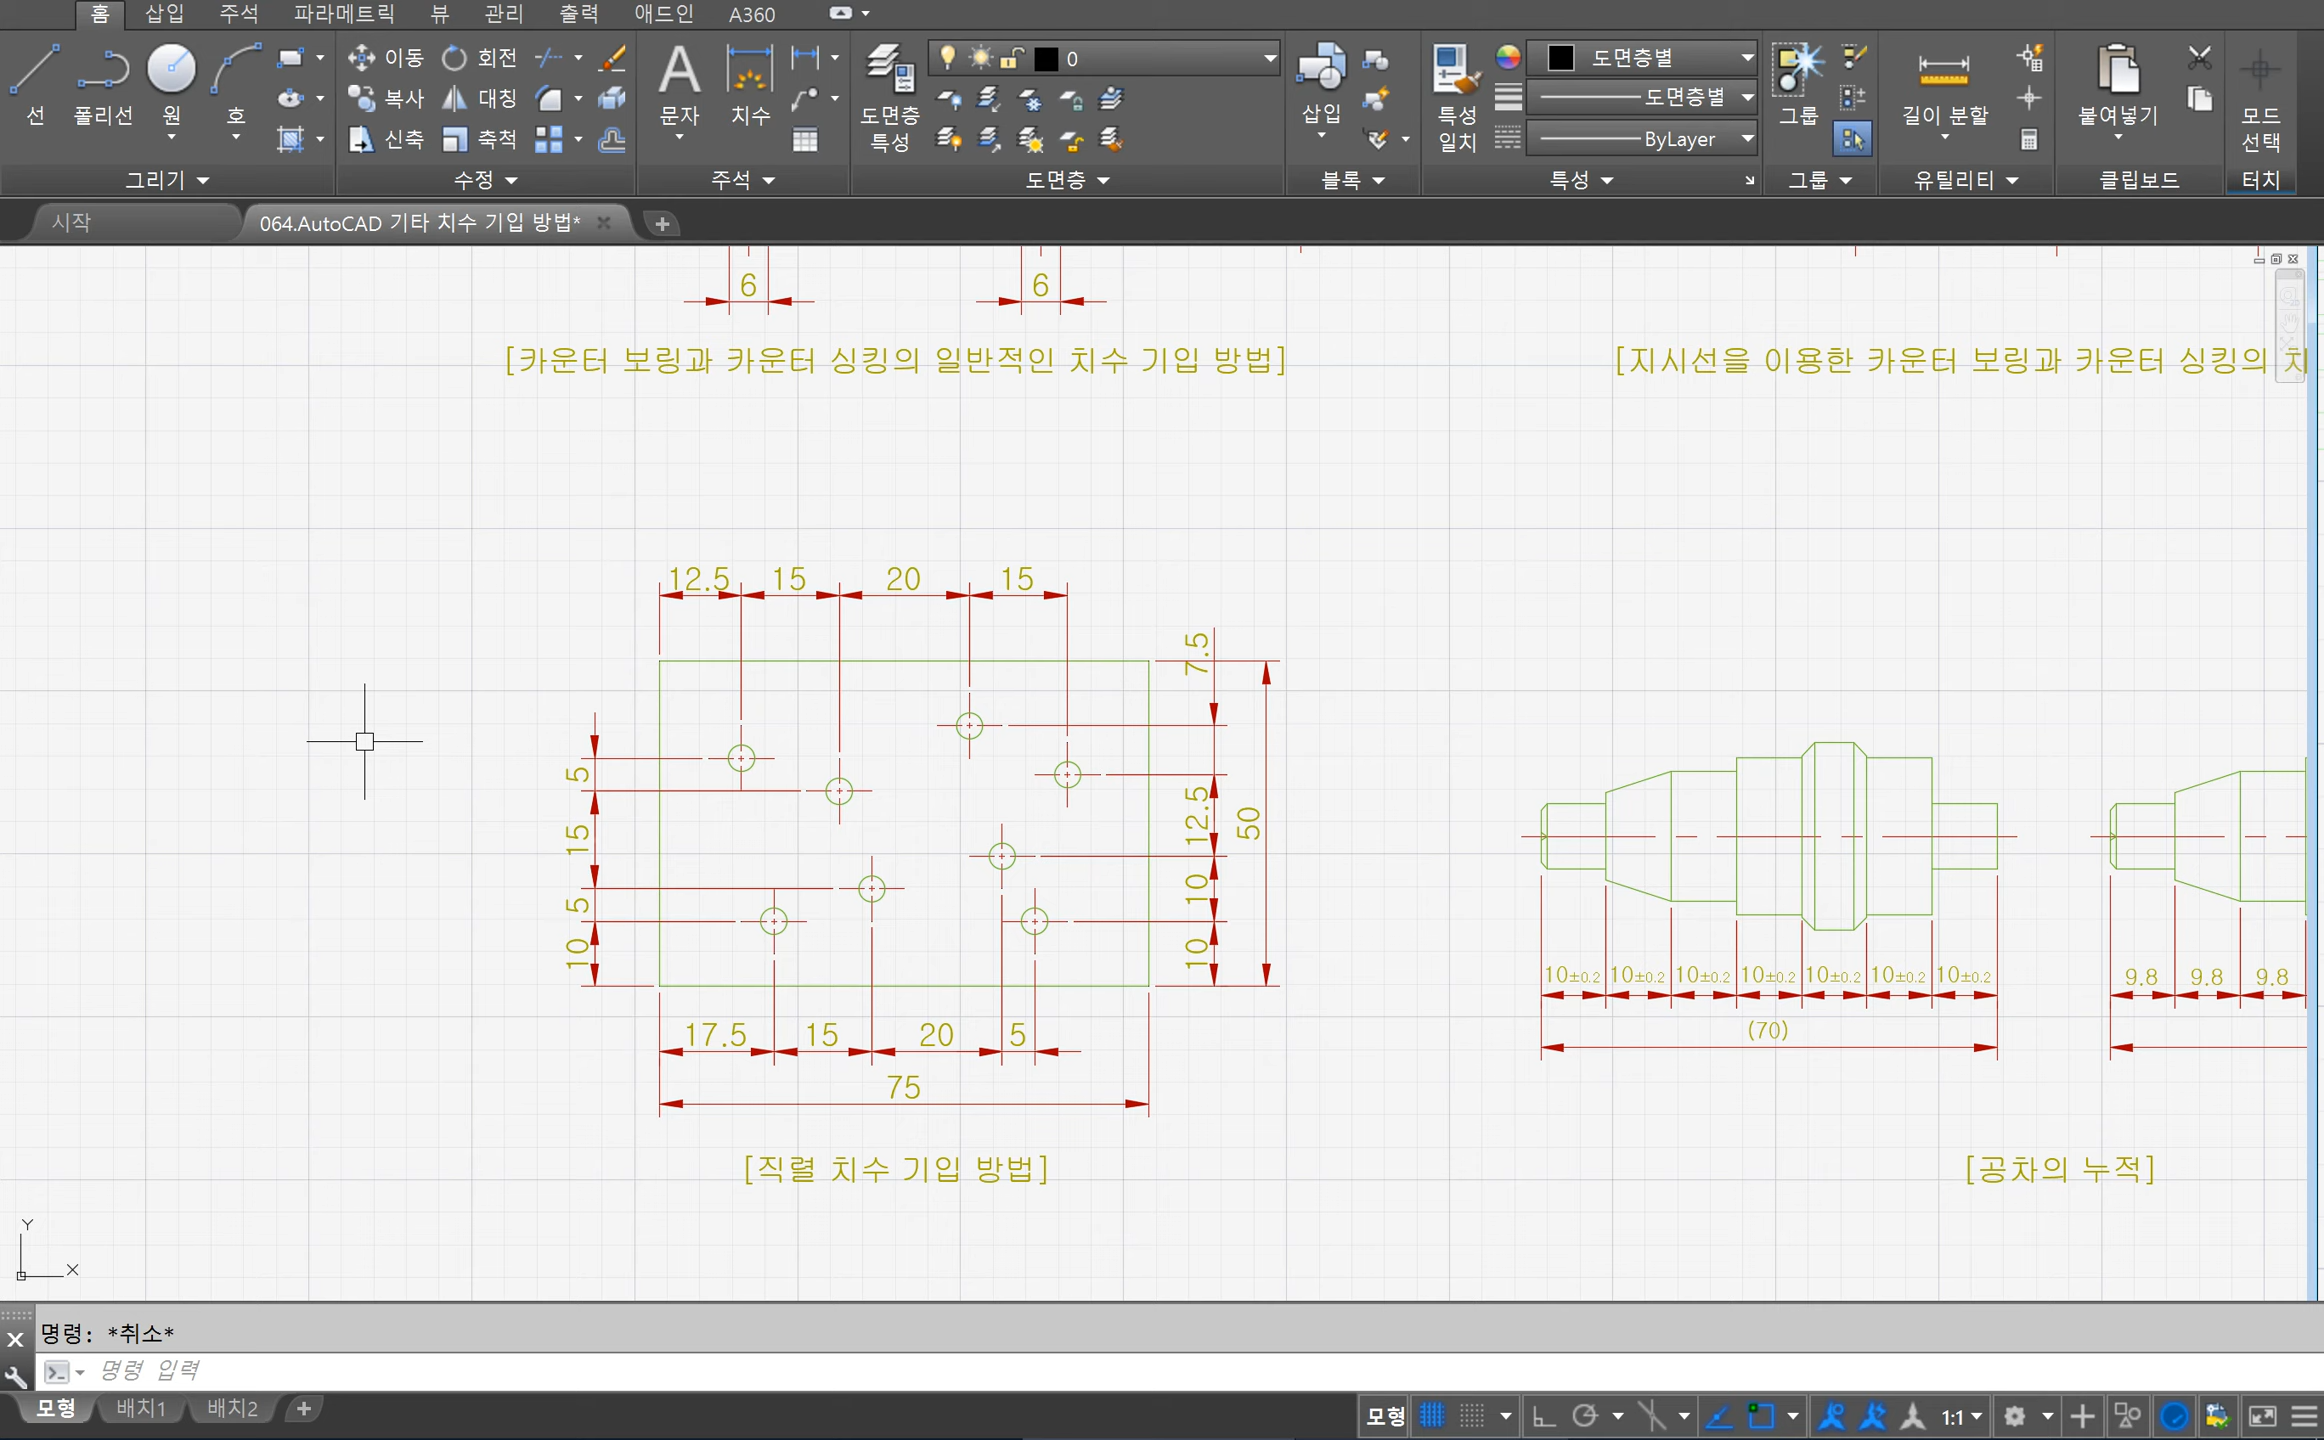 홈 삽입 주석 파라메트릭 뷰 관리 출력 애드인 A360
선 폴리선 원 호
이동 회전
복사 대칭
신축 축척
문자 치수
도면층 특성
0
삽입
특성 일치
도면층별
도면층별
ByLayer
그룹
길이 분할
붙여넣기
모드 선택
그리기 수정 주석 도면층 블록 특성 그룹 유틸리티 클립보드 터치
시작 064.AutoCAD 기타 치수 기입 방법*
6 6
[카운터 보링과 카운터 싱킹의 일반적인 치수 기입 방법]
[지시선을 이용한 카운터 보링과 카운터 싱킹의 치
12.5 15 20 15
7.5
5
12.5
50
15
10
5
10
10
17.5 15 20 5
75
[직렬 치수 기입 방법]
10±0.2 10±0.2 10±0.2 10±0.2 10±0.2 10±0.2 10±0.2
(70)
9.8 9.8 9.8
[공차의 누적]
Y
X
명령: *취소*
명령 입력
모형 배치1 배치2
모형 1:1